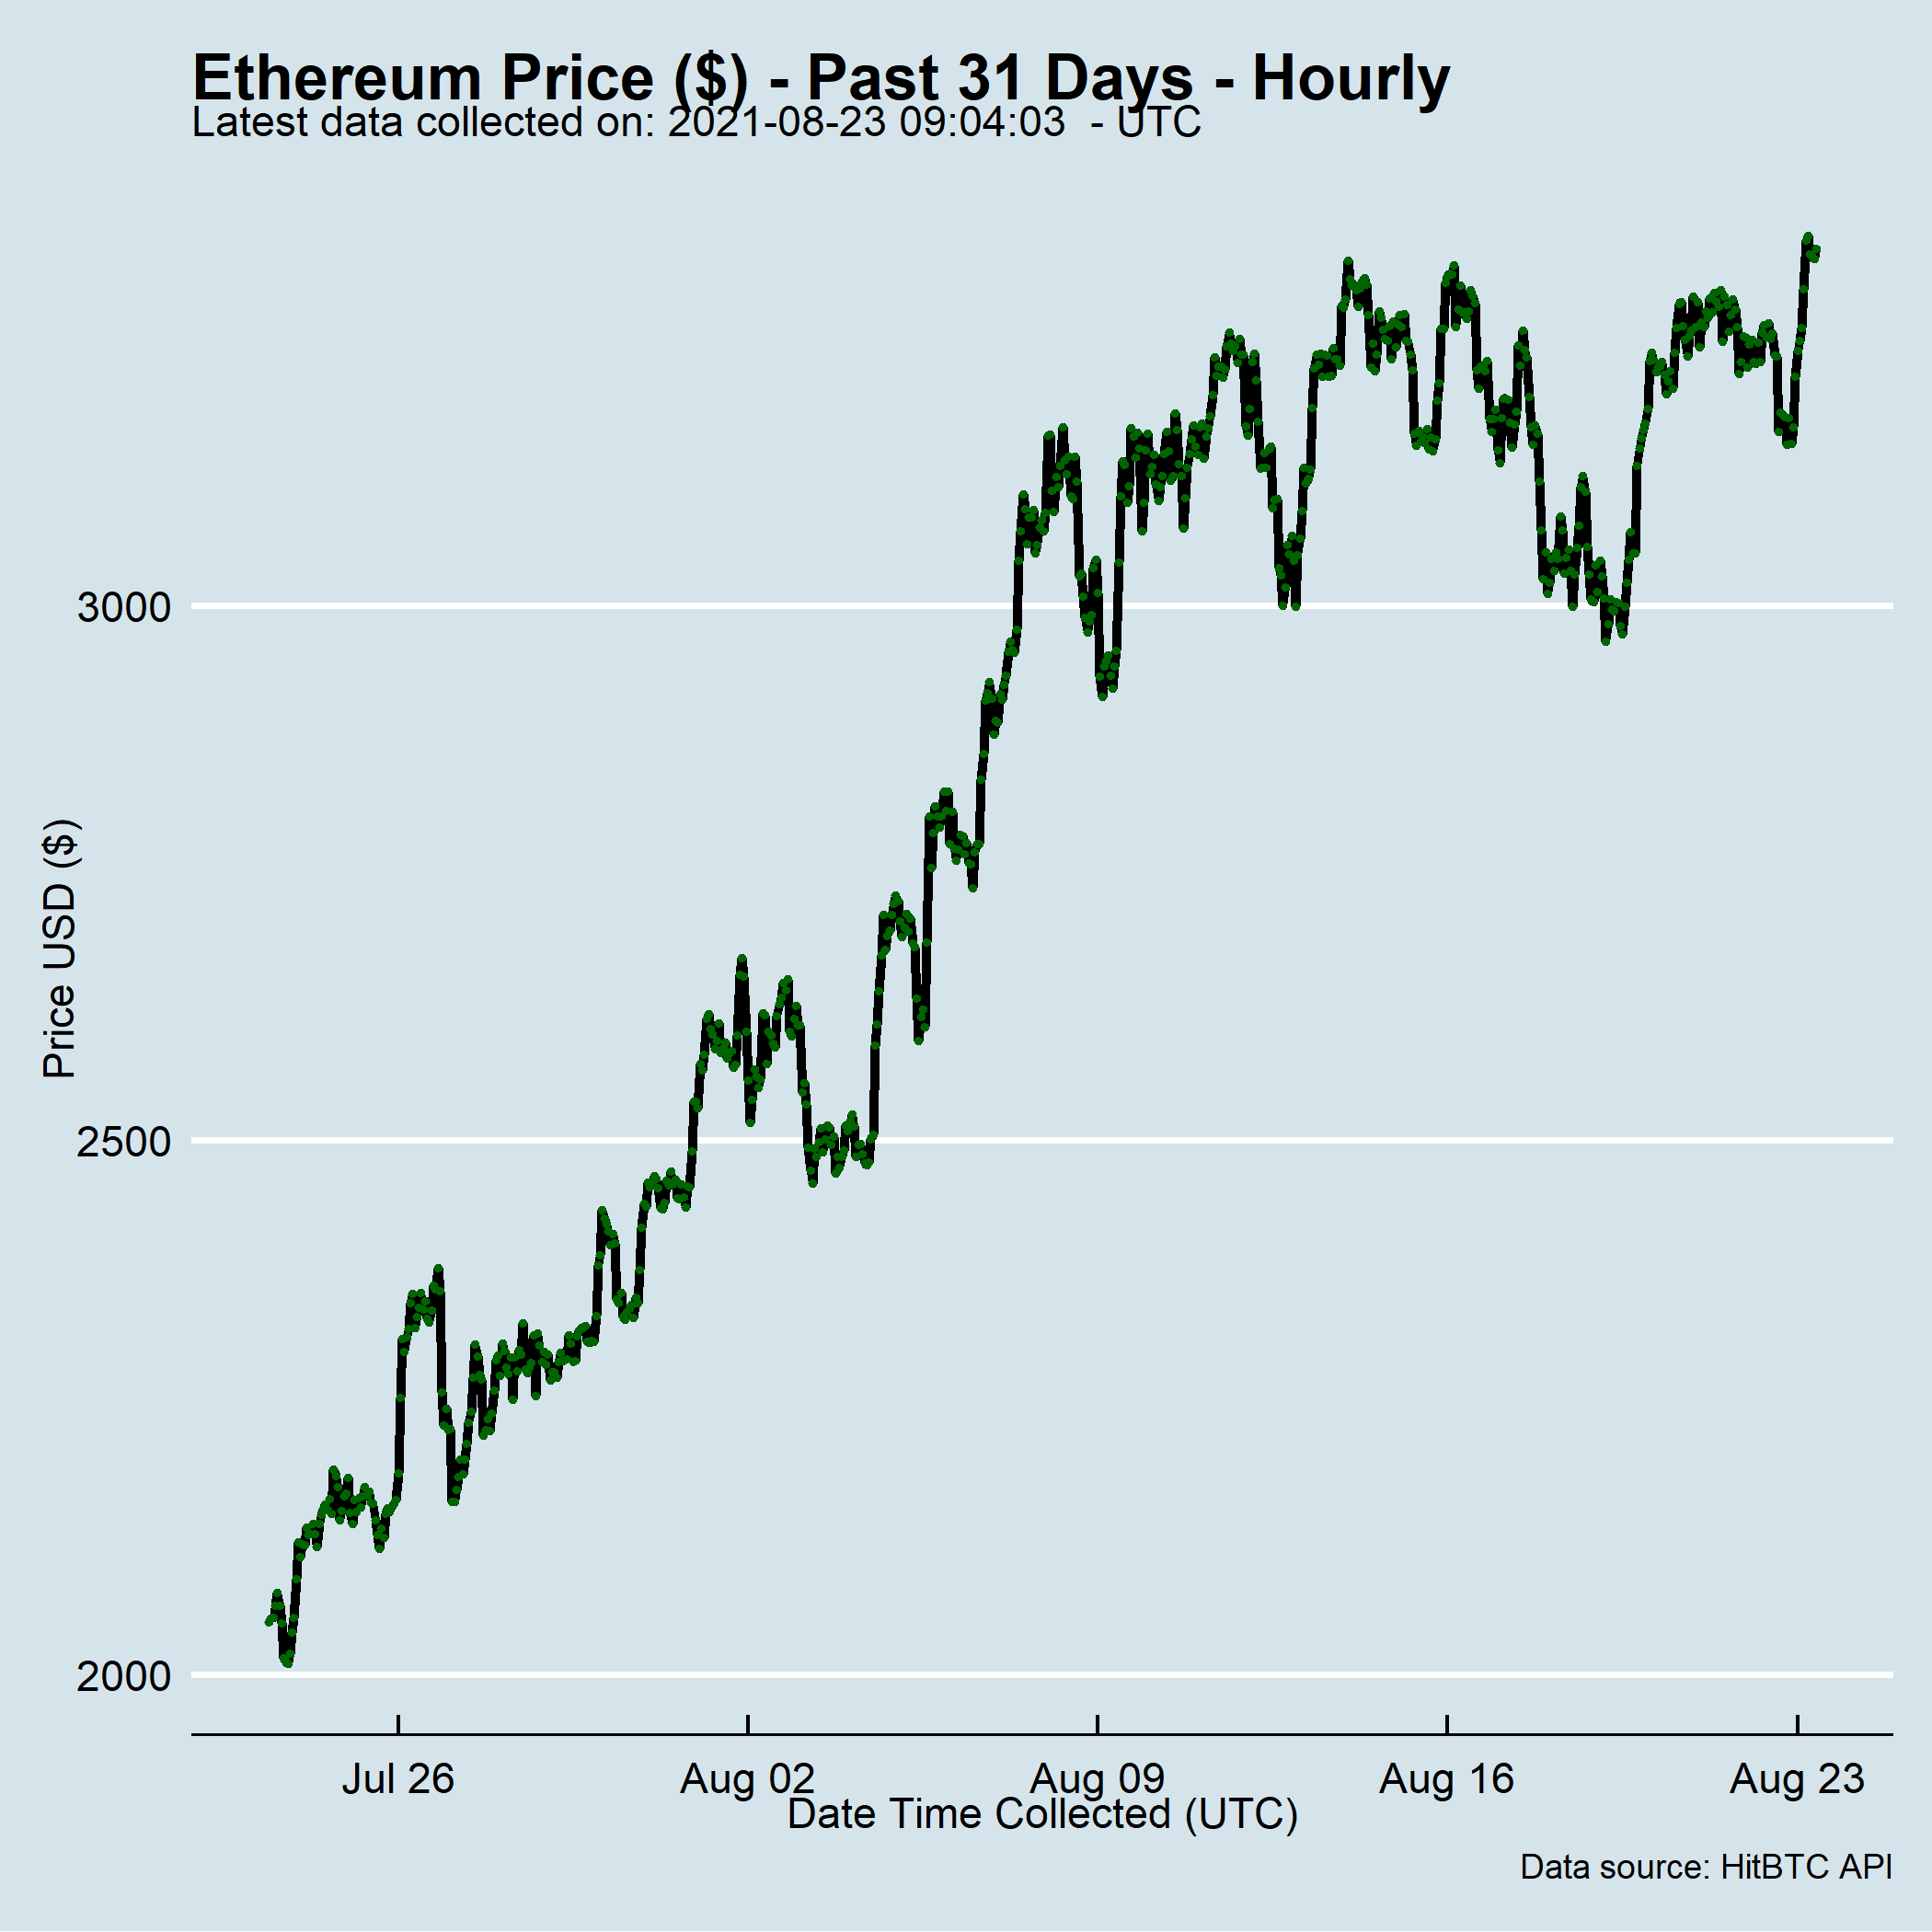 Ethereum Price ($) - Past 31 Days - Hourly
Latest data collected on: 2021-08-23 09:04:03  - UTC
Price USD ($)
3000
2500
2000
Jul 26 Aug 02 Aug 09 Aug 16 Aug 23
Date Time Collected (UTC)
Data source: HitBTC API